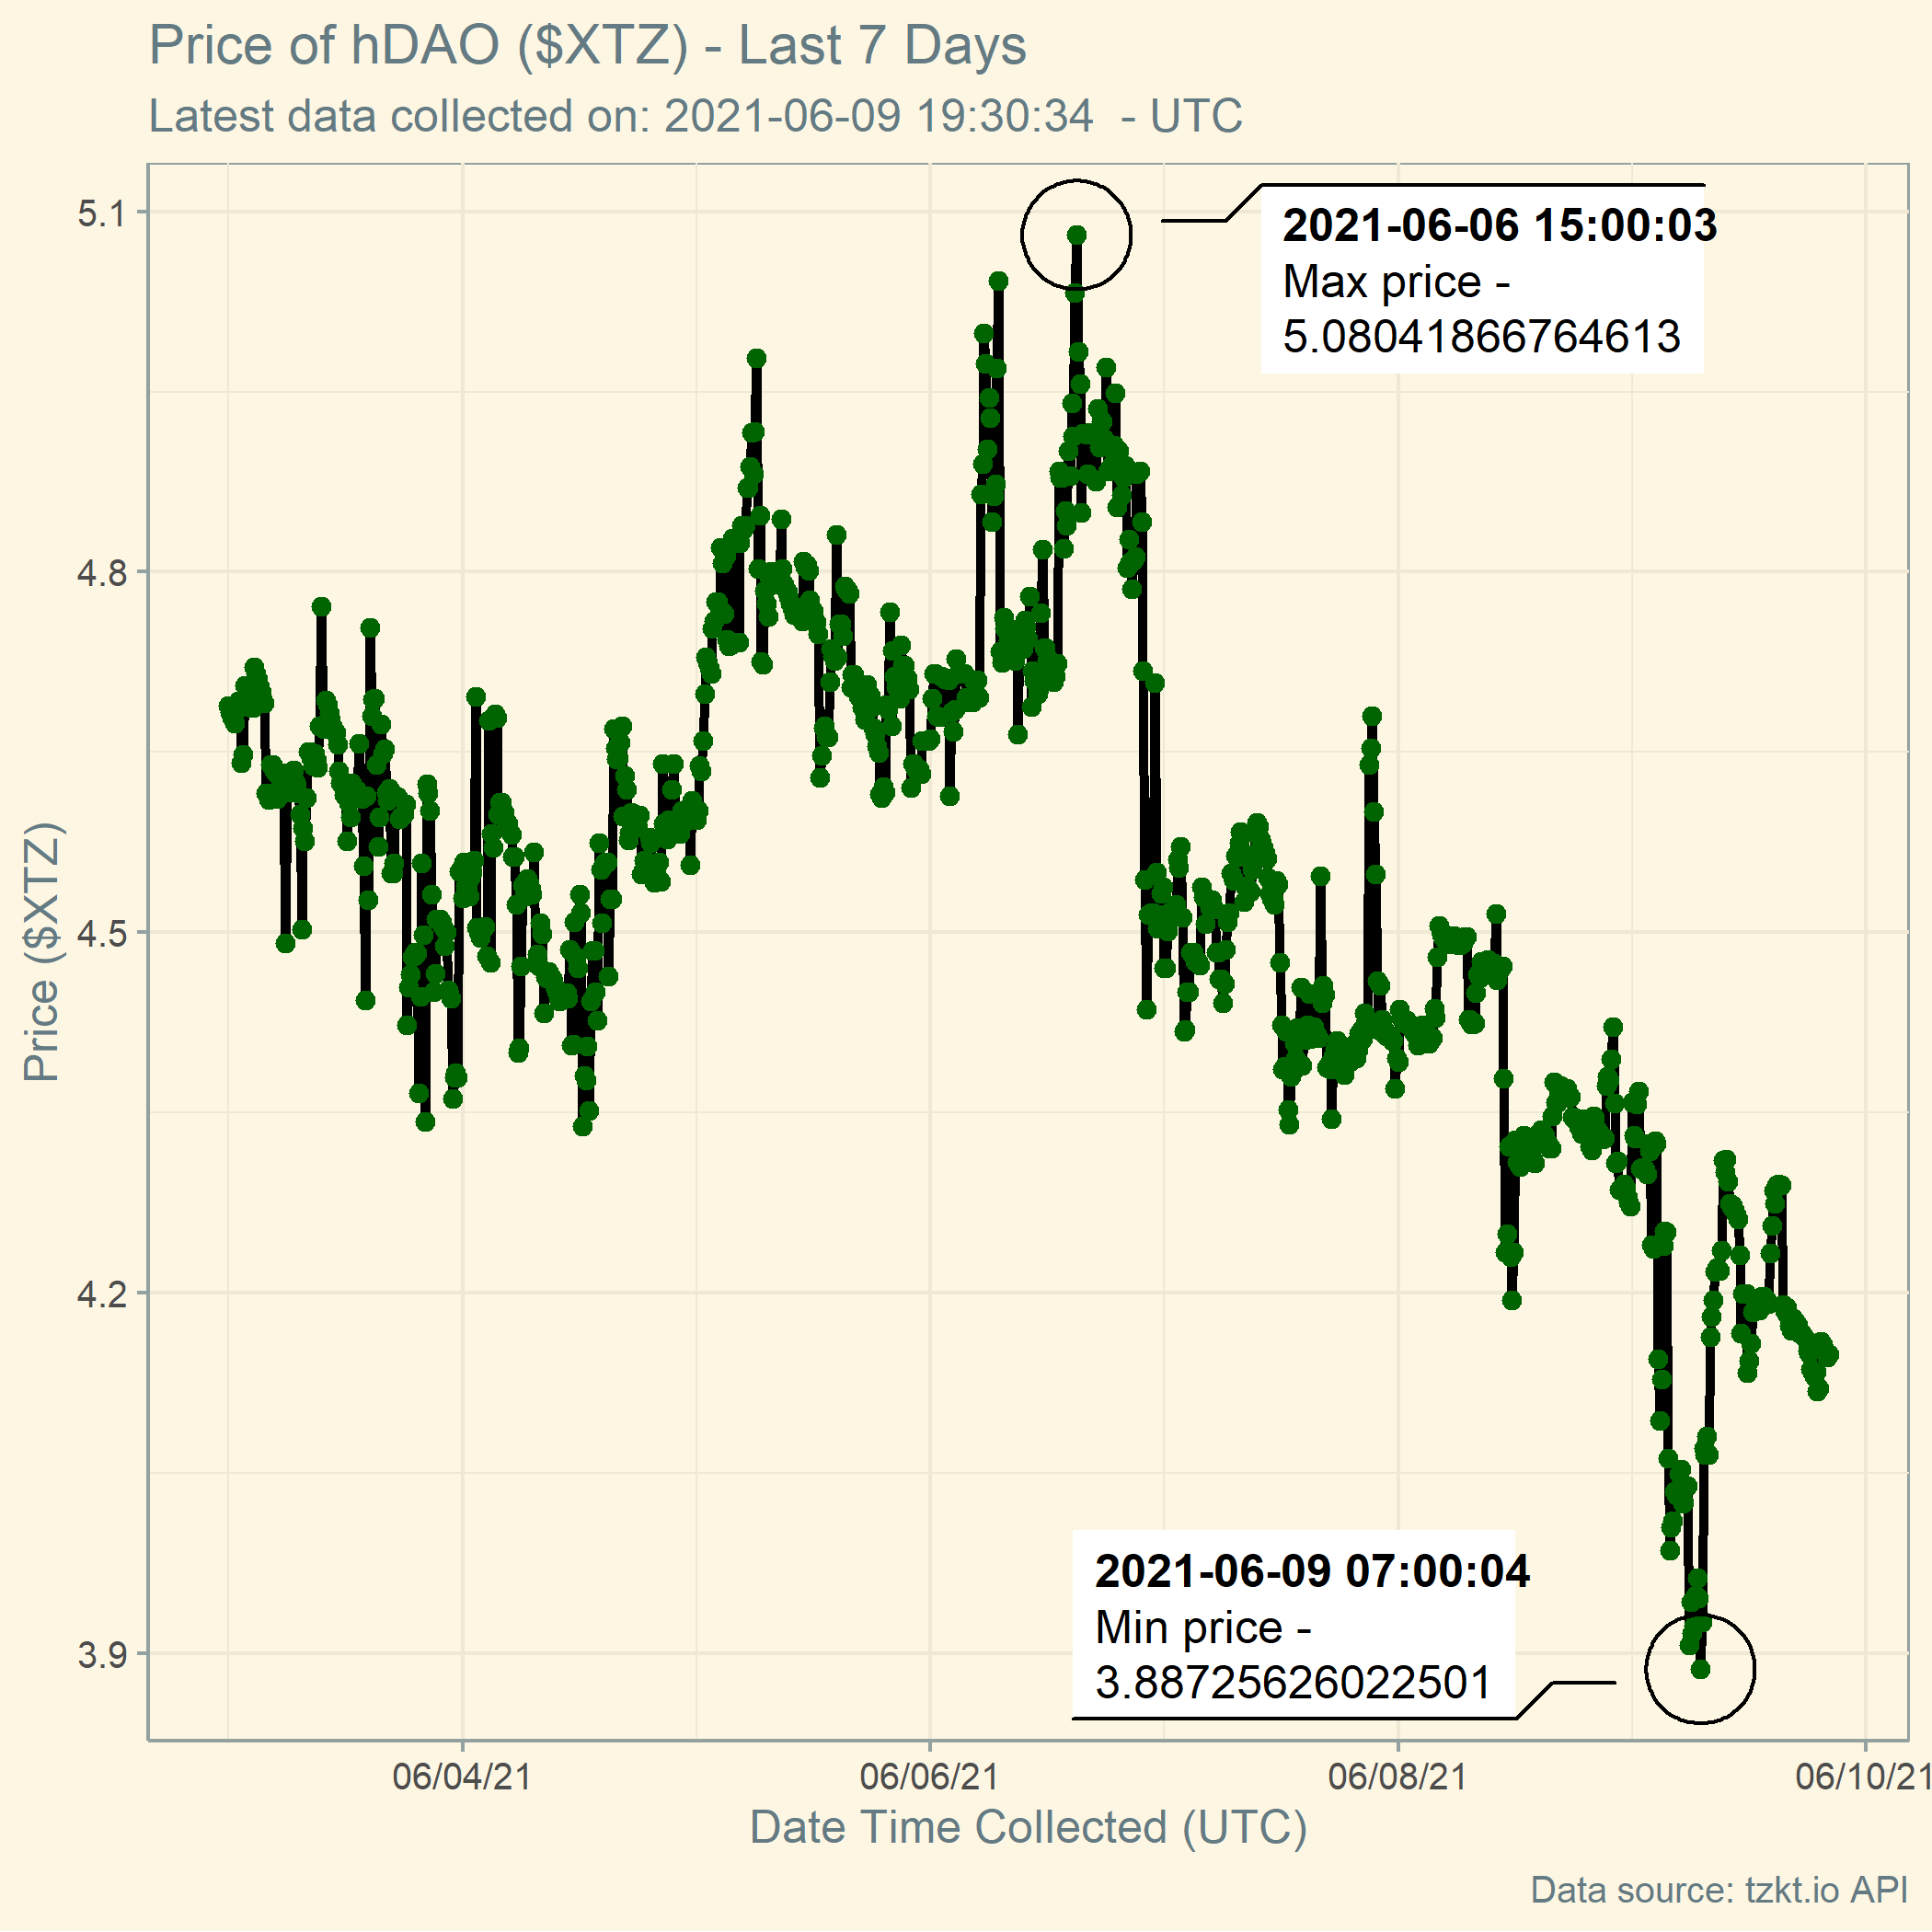 Price of hDAO ($XTZ) - Last 7 Days
Latest data collected on: 2021-06-09 19:30:34  - UTC
Price ($XTZ)
5.1
4.8
4.5
4.2
3.9
2021-06-06 15:00:03
Max price -
5.08041866764613
2021-06-09 07:00:04
Min price -
3.88725626022501
06/04/21
06/06/21
06/08/21
06/10/21
Date Time Collected (UTC)
Data source: tzkt.io API